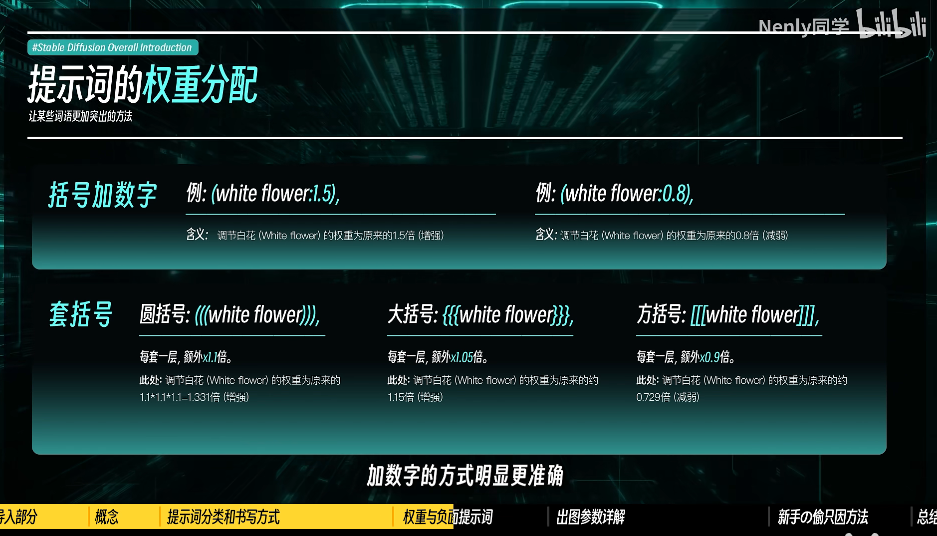 Nenly同学 bilibili
#Stable Diffusion Overall Introduction
提示词的权重分配
让某些词语更加突出的方法
括号加数字
例: (white flower:1.5),
含义: 调节白花 (White flower) 的权重为原来的1.5倍 (增强)
例: (white flower:0.8),
含义: 调节白花 (White flower) 的权重为原来的0.8倍 (减弱)
套括号
圆括号: (((white flower))),
每套一层, 额外x1.1倍。
此处: 调节白花 (White flower) 的权重为原来的
1.1*1.1*1.1=1.331倍 (增强)
大括号: {{{white flower}}},
每套一层, 额外x1.05倍。
此处: 调节白花 (White flower) 的权重为原来的约
1.15倍 (增强)
方括号: [[[white flower]]],
每套一层, 额外x0.9倍。
此处: 调节白花 (White flower) 的权重为原来的约
0.729倍 (减弱)
加数字的方式明显更准确
导入部分 概念 提示词分类和书写方式 权重与负面提示词 出图参数详解 新手の偷只因方法 总结